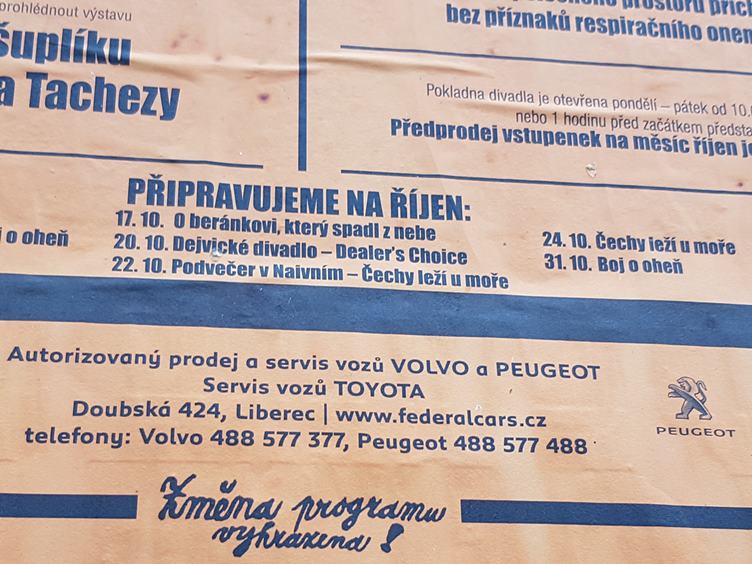 prohlédnout výstavu
Šuplíku
a Tachezy
prostoru
bez příznaků respiračního
Pokladna divadla je otevřena pondělí – pátek od 10.
nebo 1 hodinu před začátkem
Předprodej vstupenek na měsíc říjen
PŘIPRAVUJEME NA ŘÍJEN:
j o oheň
17. 10. O beránkovi, který spadl z nebe
20. 10. Dejvické divadlo – Dealer's Choice
22. 10. Podvečer v Naivním – Čechy leží u moře
24. 10. Čechy leží u moře
31. 10. Boj o oheň
Autorizovaný prodej a servis vozů VOLVO a PEUGEOT
Servis vozů TOYOTA
Doubská 424, Liberec | www.federalcars.cz
telefony: Volvo 488 577 377, Peugeot 488 577 488
PEUGEOT
Změna programu
vyhrazena !